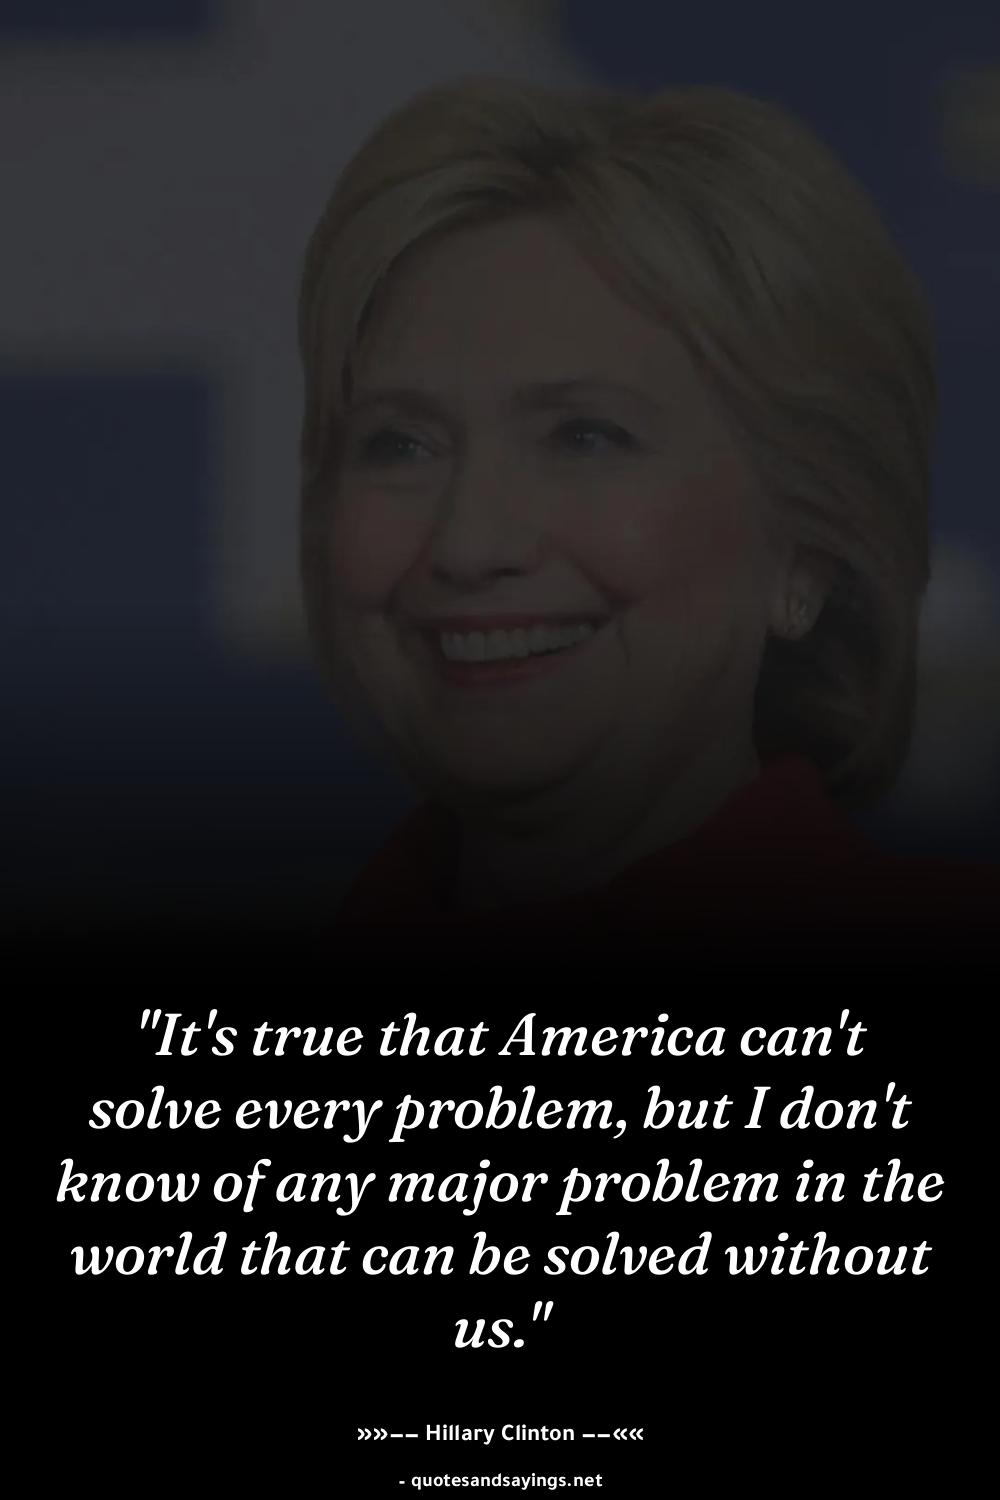 "It's true that America can't
solve every problem, but I don't
know of any major problem in the
world that can be solved without
us."
»»−− Hillary Clinton −−««
- quotesandsayings.net